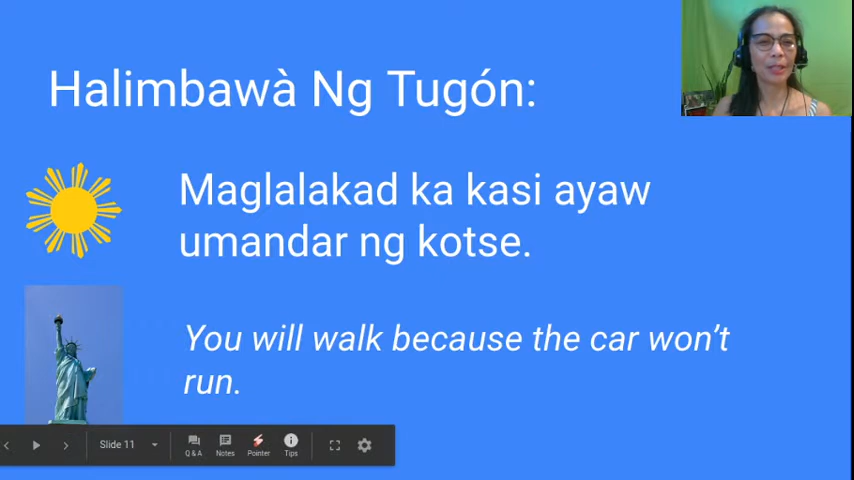 Halimbawà Ng Tugón:
Maglalakad ka kasi ayaw
umandar ng kotse.
You will walk because the car won't
run.
Slide 11
Q & A
Notes
Pointer
Tips